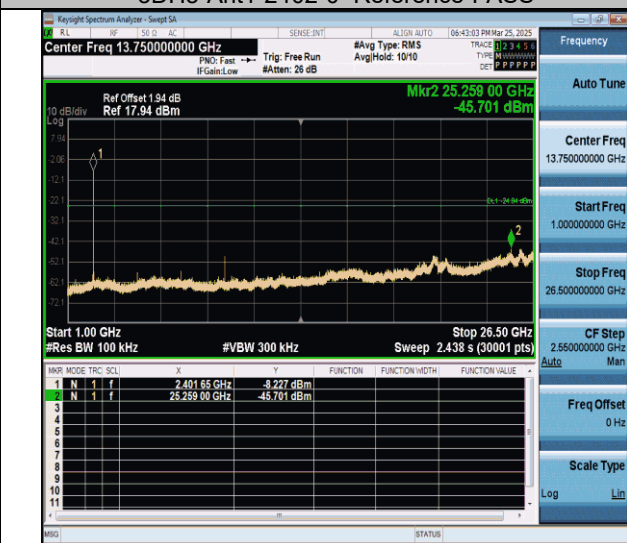 Keysight Spectrum Analyzer - Swept SA
RL RF 50 Ω AC SENSE:INT ALIGN AUTO 06:43:03 PM Mar 25, 2025
Center Freq 13.750000000 GHz
PNO: Fast
IFGain:Low
Trig: Free Run
#Atten: 26 dB
#Avg Type: RMS
Avg|Hold: 10/10
TRACE 1 2 3 4 5 6
TYPE M WWWWW
DET P P P P P P
Ref Offset 1.94 dB
10 dB/div Ref 17.94 dBm
Log
Mkr2 25.259 00 GHz
-45.701 dBm
7.94
1
-2.06
-12.1
-22.1
DL1 -24.84 dBm
-32.1
2
-42.1
-52.1
-62.1
-72.1
Start 1.00 GHz Stop 26.50 GHz
#Res BW 100 kHz #VBW 300 kHz Sweep 2.438 s (30001 pts)
MKR MODE TRC SCL X Y FUNCTION FUNCTION WIDTH FUNCTION VALUE
1 N 1 f 2.401 65 GHz -8.227 dBm
2 N 1 f 25.259 00 GHz -45.701 dBm
3
4
5
6
7
8
9
10
11
MSG STATUS
Frequency
Auto Tune
Center Freq
13.750000000 GHz
Start Freq
1.000000000 GHz
Stop Freq
26.500000000 GHz
CF Step
2.550000000 GHz
Auto Man
Freq Offset
0 Hz
Scale Type
Log Lin